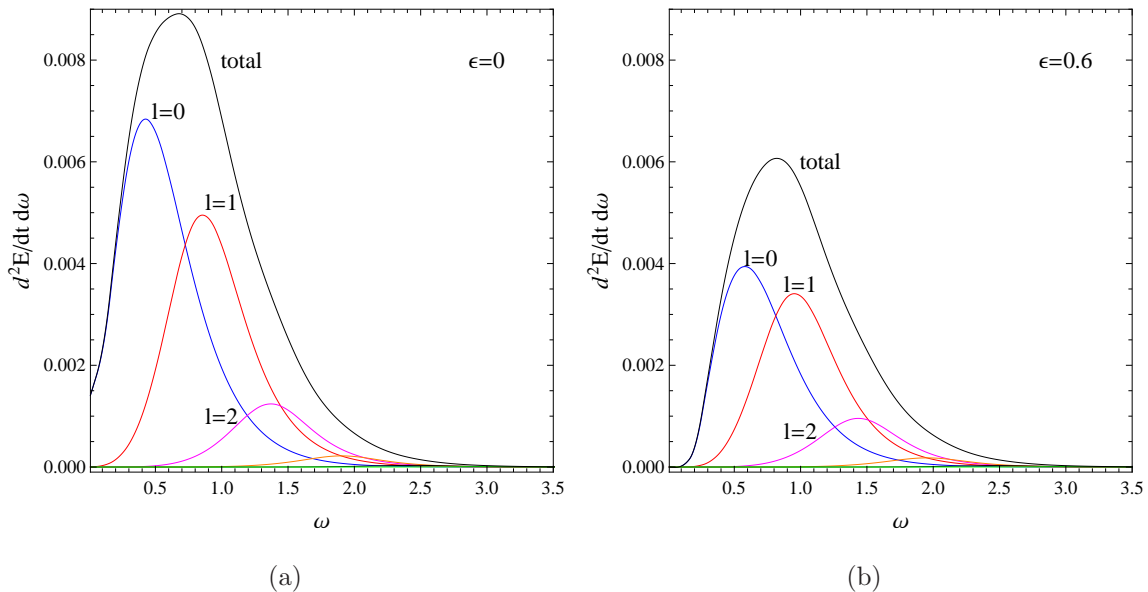 total
ϵ=0
l=0
l=1
l=2
d²E/dt dω
0.008
0.006
0.004
0.002
0.000
0.5 1.0 1.5 2.0 2.5 3.0 3.5
ω
(a)
total
ϵ=0.6
l=0
l=1
l=2
d²E/dt dω
0.008
0.006
0.004
0.002
0.000
0.5 1.0 1.5 2.0 2.5 3.0 3.5
ω
(b)